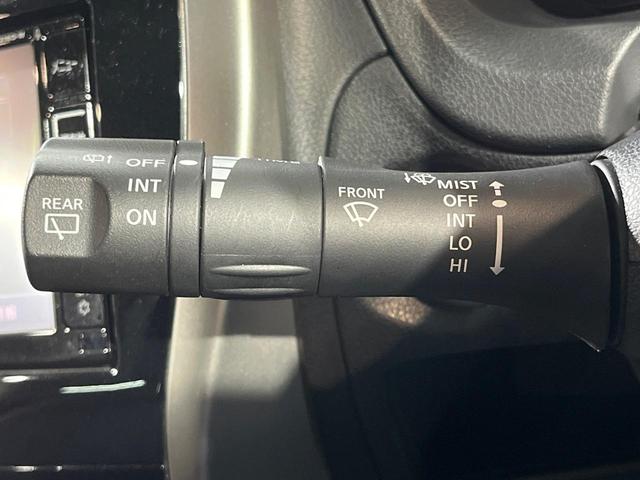 REAR
OFF
INT
ON
FRONT
MIST
OFF
INT
LO
HI